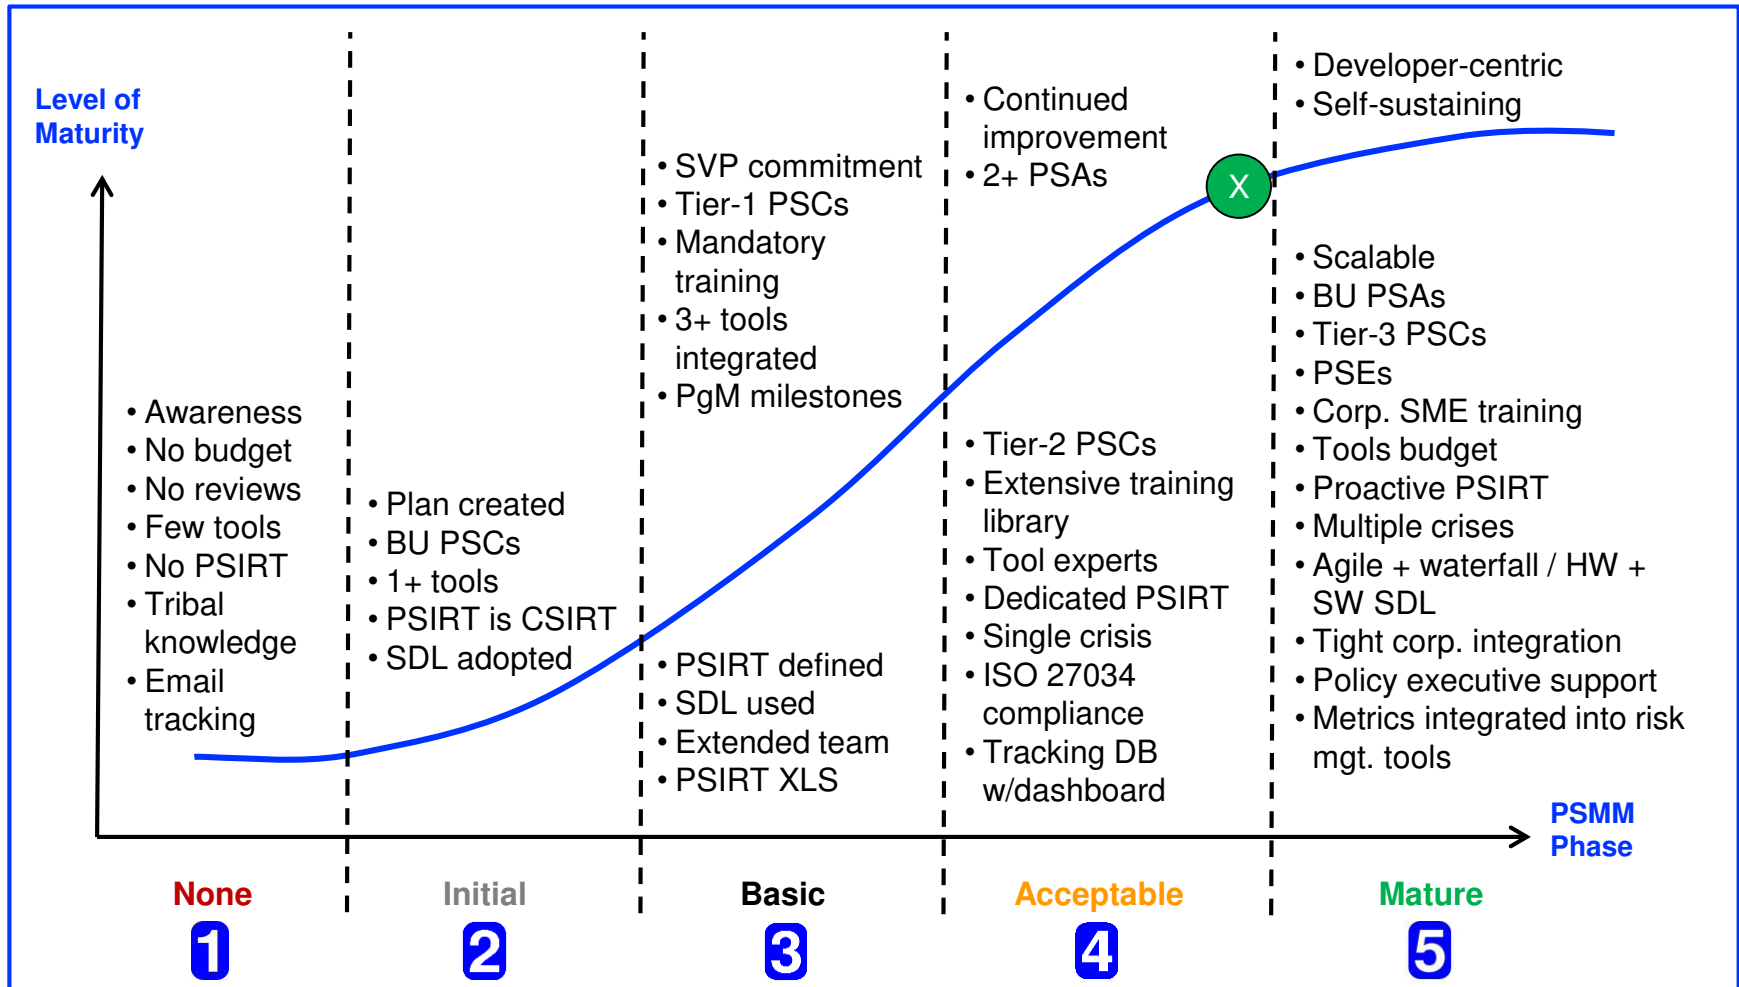 Level of
Maturity
• Awareness
• No budget
• No reviews
• Few tools
• No PSIRT
• Tribal
knowledge
• Email
tracking
• Plan created
• BU PSCs
• 1+ tools
• PSIRT is CSIRT
• SDL adopted
• SVP commitment
• Tier-1 PSCs
• Mandatory
training
• 3+ tools
integrated
• PgM milestones
• PSIRT defined
• SDL used
• Extended team
• PSIRT XLS
• Continued
improvement
• 2+ PSAs
X
• Tier-2 PSCs
• Extensive training
library
• Tool experts
• Dedicated PSIRT
• Single crisis
• ISO 27034
compliance
• Tracking DB
w/dashboard
• Developer-centric
• Self-sustaining
• Scalable
• BU PSAs
• Tier-3 PSCs
• PSEs
• Corp. SME training
• Tools budget
• Proactive PSIRT
• Multiple crises
• Agile + waterfall / HW +
SW SDL
• Tight corp. integration
• Policy executive support
• Metrics integrated into risk
mgt. tools
PSMM
Phase
None
1
Initial
2
Basic
3
Acceptable
4
Mature
5